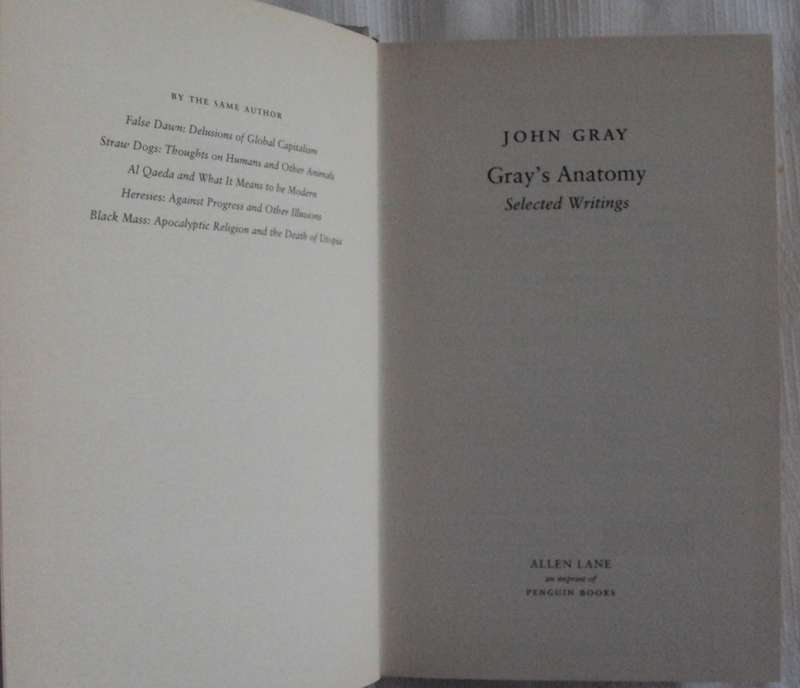 BY THE SAME AUTHOR
False Dawn: Delusions of Global Capitalism
Straw Dogs: Thoughts on Humans and Other Animals
Al Qaeda and What It Means to be Modern
Heresies: Against Progress and Other Illusions
Black Mass: Apocalyptic Religion and the Death of Utopia
JOHN GRAY
Gray's Anatomy
Selected Writings
ALLEN LANE
an imprint of
PENGUIN BOOKS